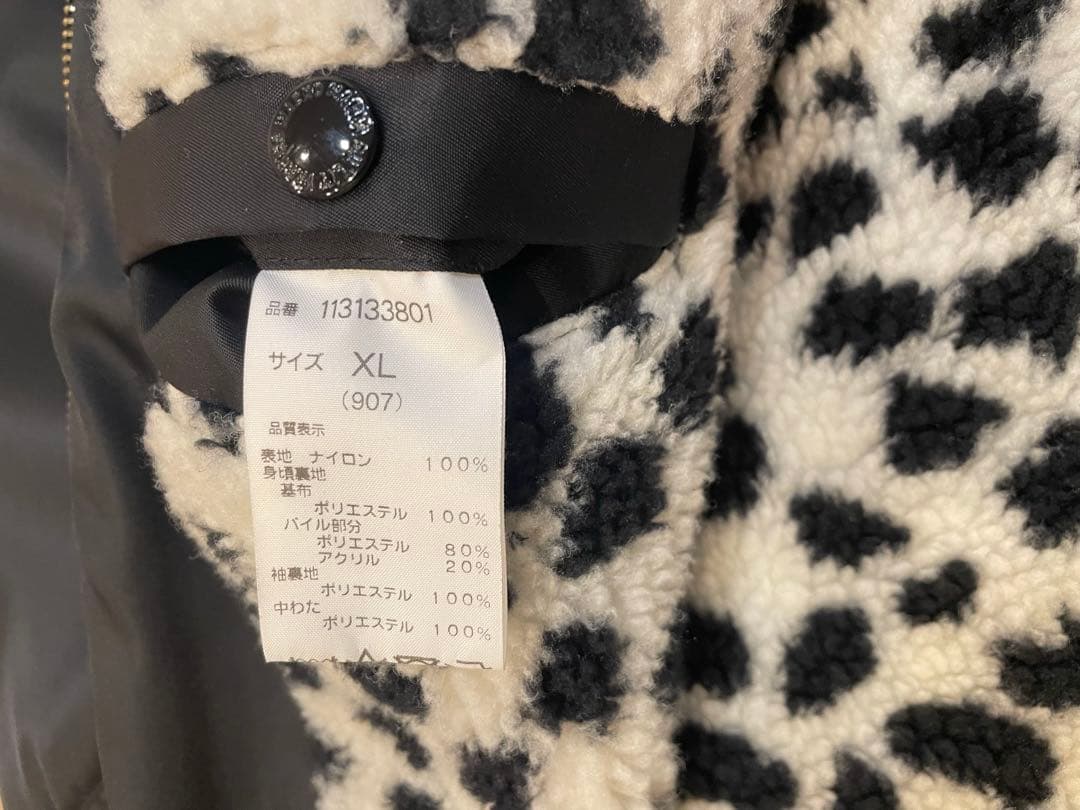 品番 113133801
サイズ XL
(907)
品質表示
表地 ナイロン 100%
身頃裏地
基布
ポリエステル 100%
パイル部分
ポリエステル 80%
アクリル 20%
袖裏地
ポリエステル 100%
中わた
ポリエステル 100%